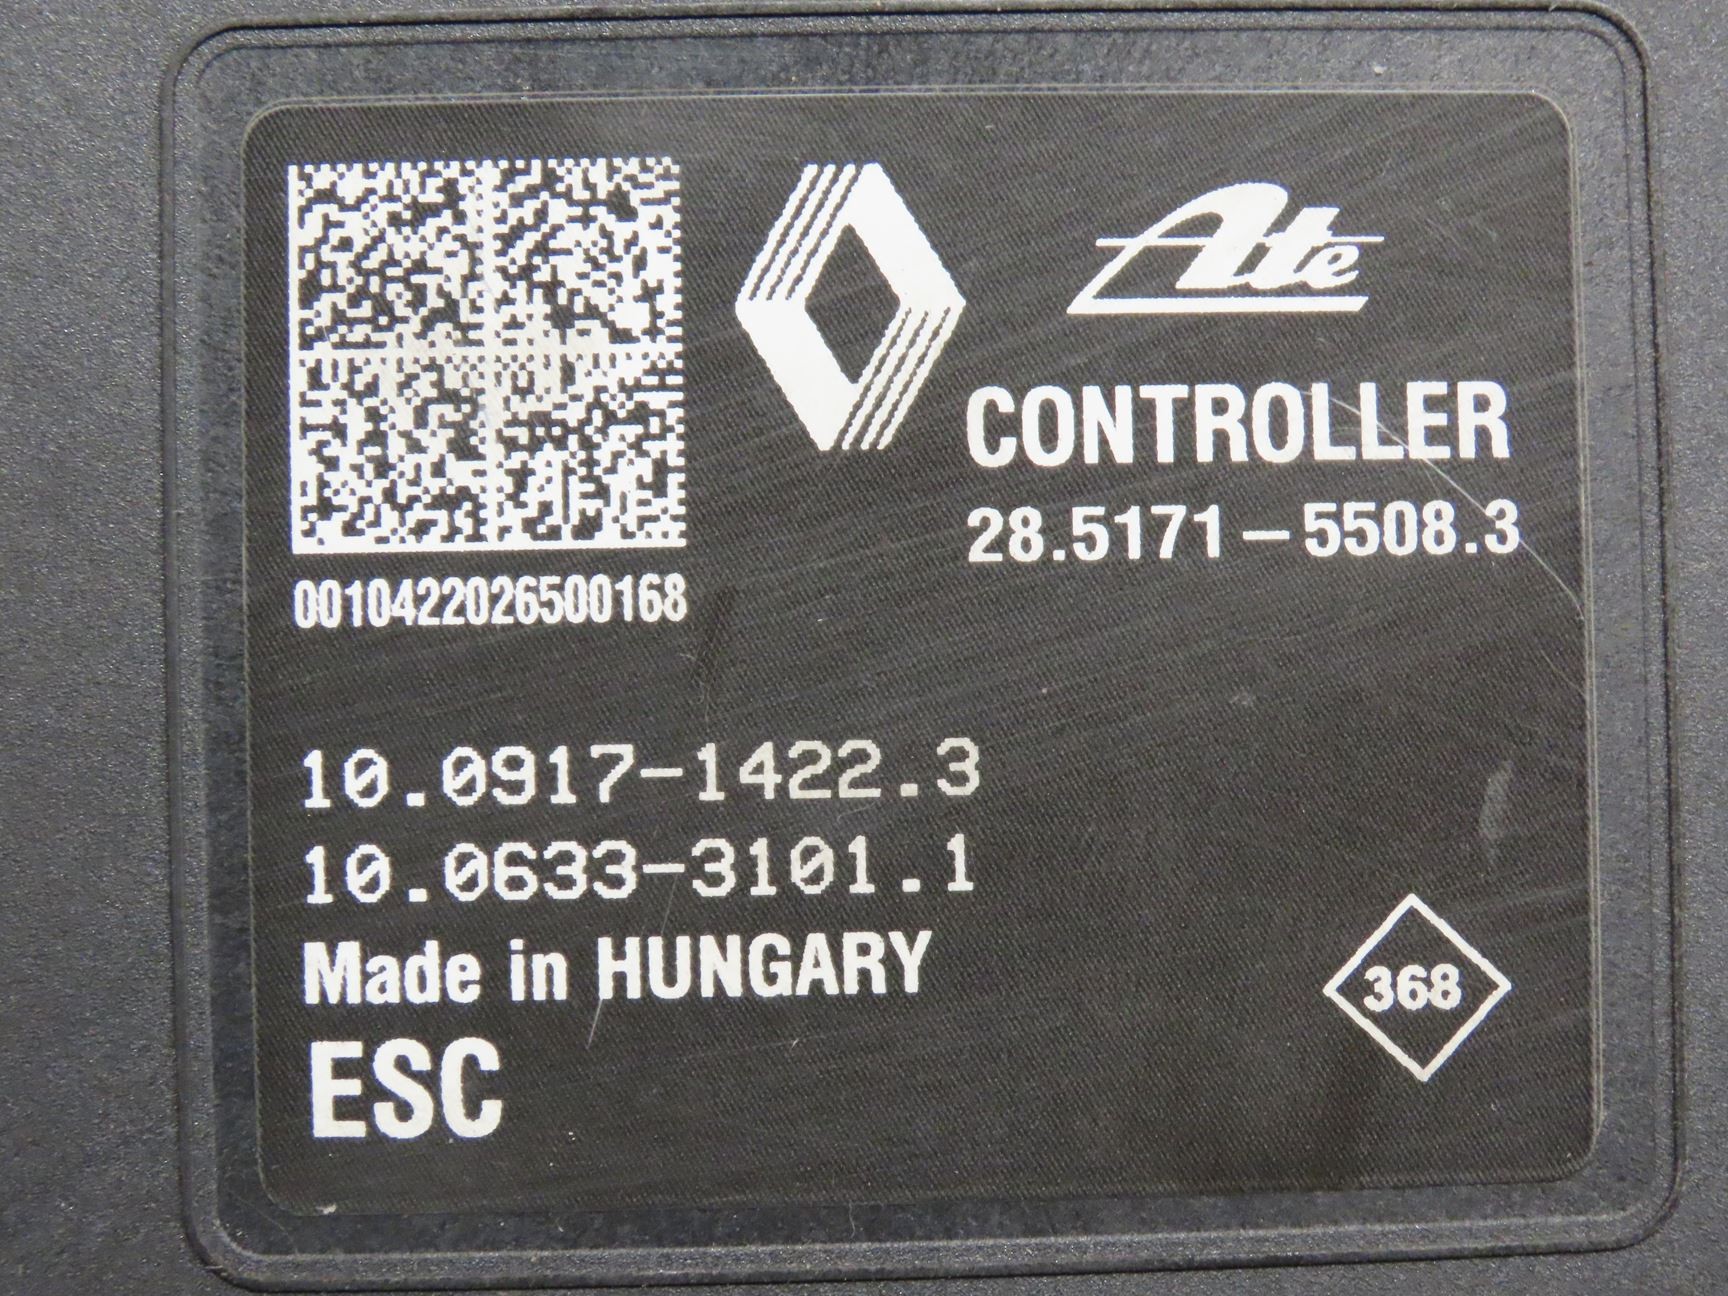 Ate
CONTROLLER
28.5171-5508.3
0010422026500168
10.0917-1422.3
10.0633-3101.1
Made in HUNGARY
ESC
368